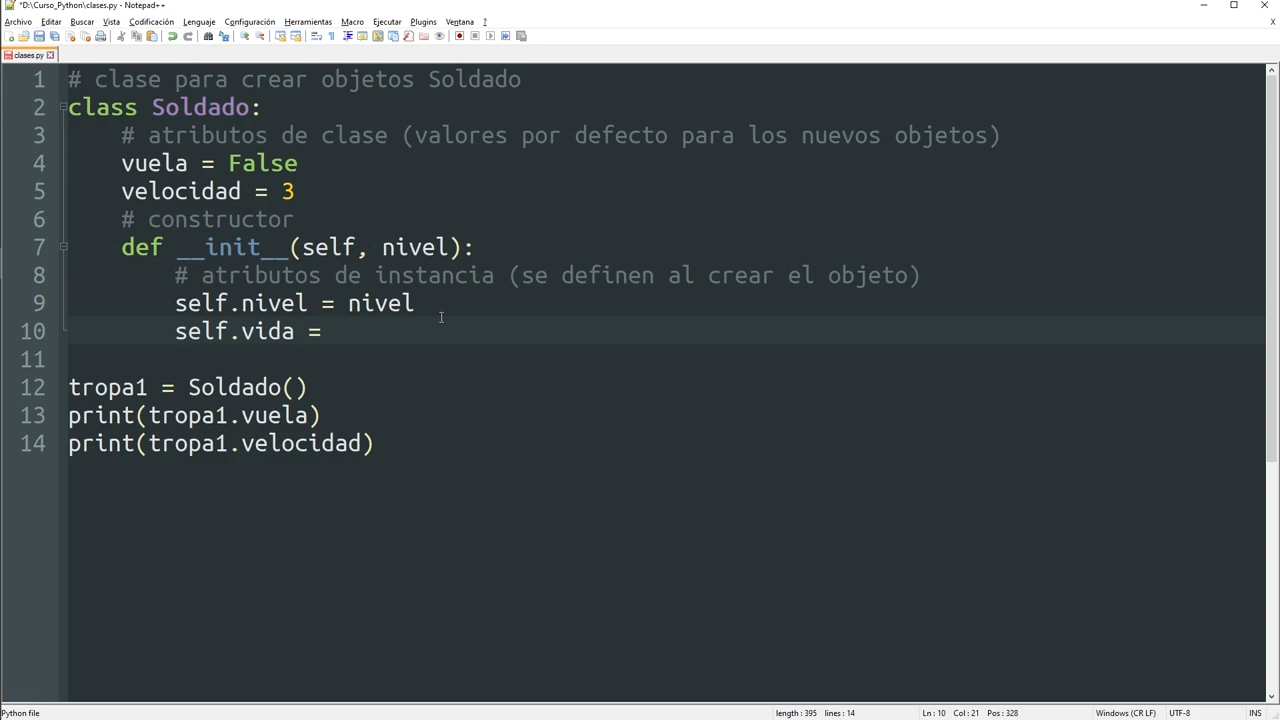 *D:\Curso_Python\clases.py - Notepad++
Archivo Editar Buscar Vista Codificación Lenguaje Configuración Herramientas Macro Ejecutar Plugins Ventana ? X
clases.py
1 # clase para crear objetos Soldado
2 class Soldado:
3 # atributos de clase (valores por defecto para los nuevos objetos)
4 vuela = False
5 velocidad = 3
6 # constructor
7 def __init__(self, nivel):
8 # atributos de instancia (se definen al crear el objeto)
9 self.nivel = nivel
10 self.vida =
11
12 tropa1 = Soldado()
13 print(tropa1.vuela)
14 print(tropa1.velocidad)
Python file length : 395 lines : 14 Ln : 10 Col : 21 Pos : 328 Windows (CR LF) UTF-8 INS